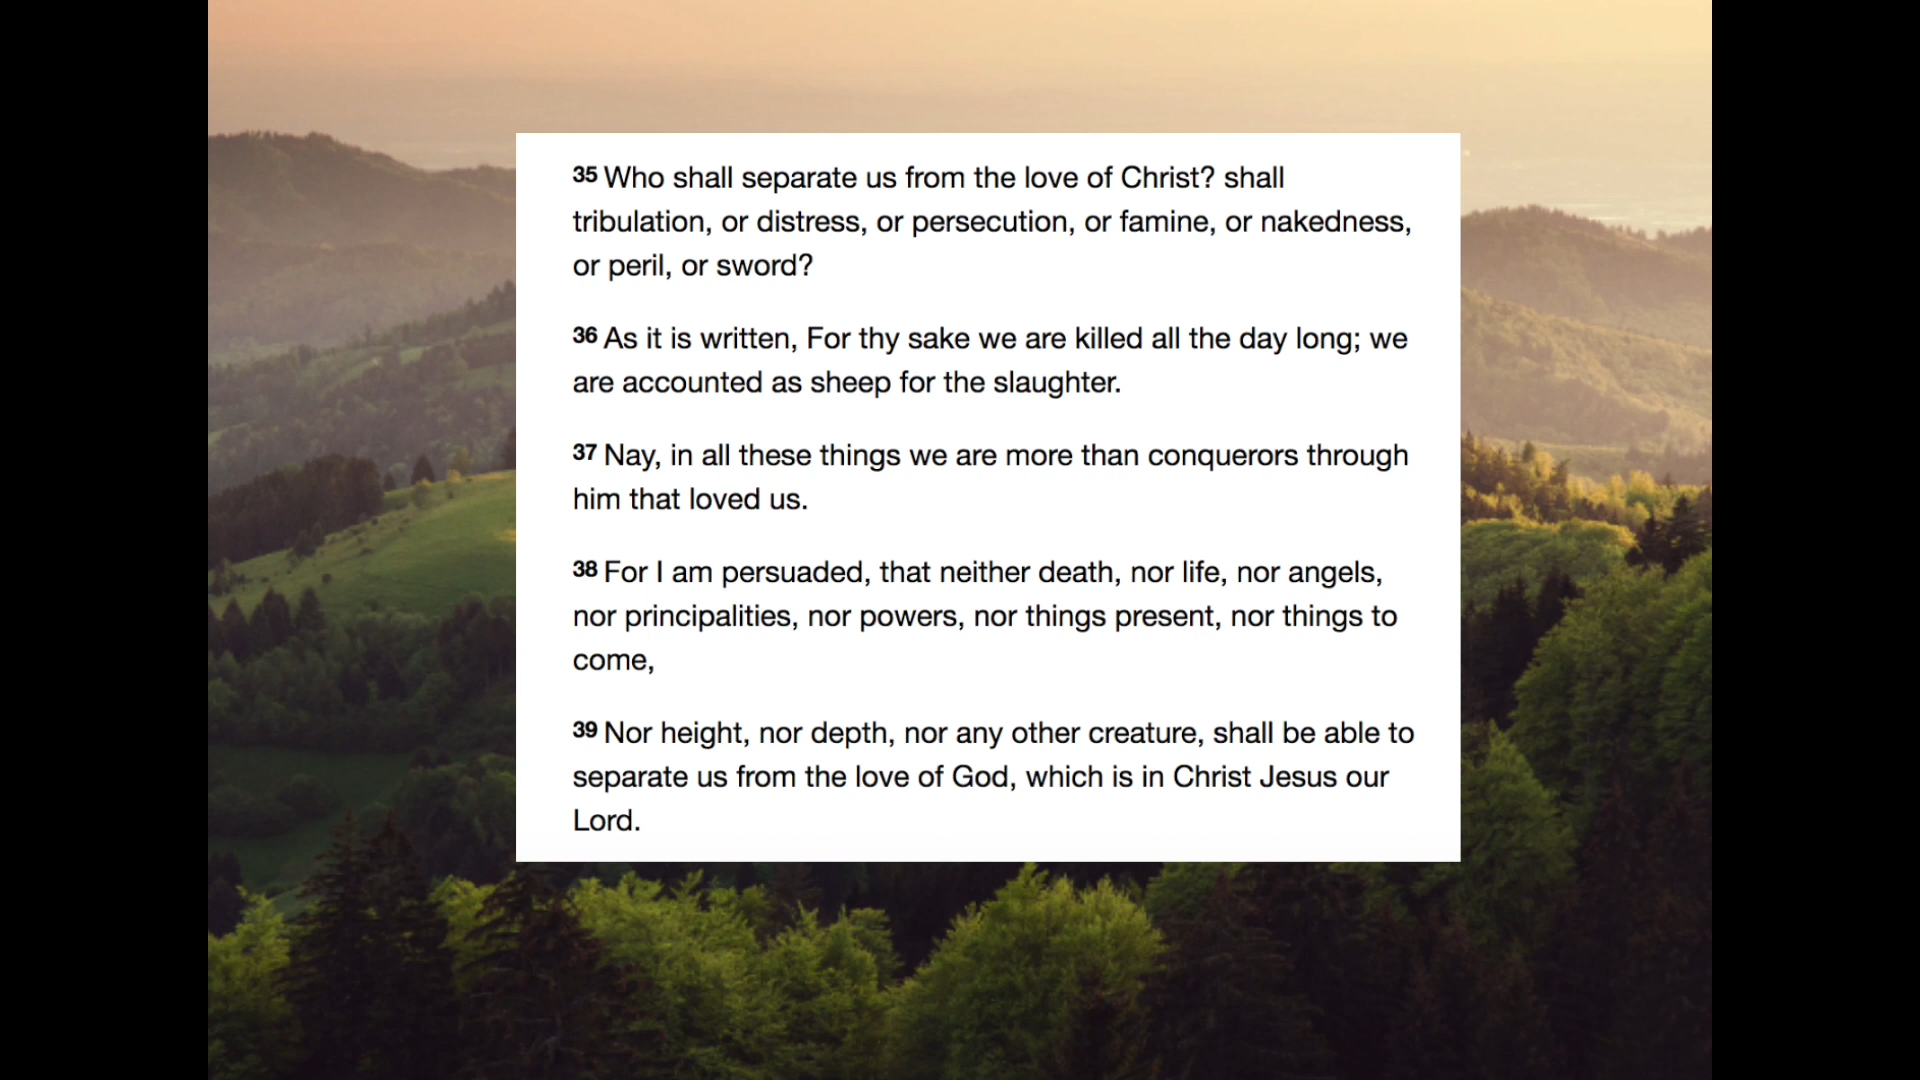 35 Who shall separate us from the love of Christ? shall
tribulation, or distress, or persecution, or famine, or nakedness,
or peril, or sword?
36 As it is written, For thy sake we are killed all the day long; we
are accounted as sheep for the slaughter.
37 Nay, in all these things we are more than conquerors through
him that loved us.
38 For I am persuaded, that neither death, nor life, nor angels,
nor principalities, nor powers, nor things present, nor things to
come,
39 Nor height, nor depth, nor any other creature, shall be able to
separate us from the love of God, which is in Christ Jesus our
Lord.